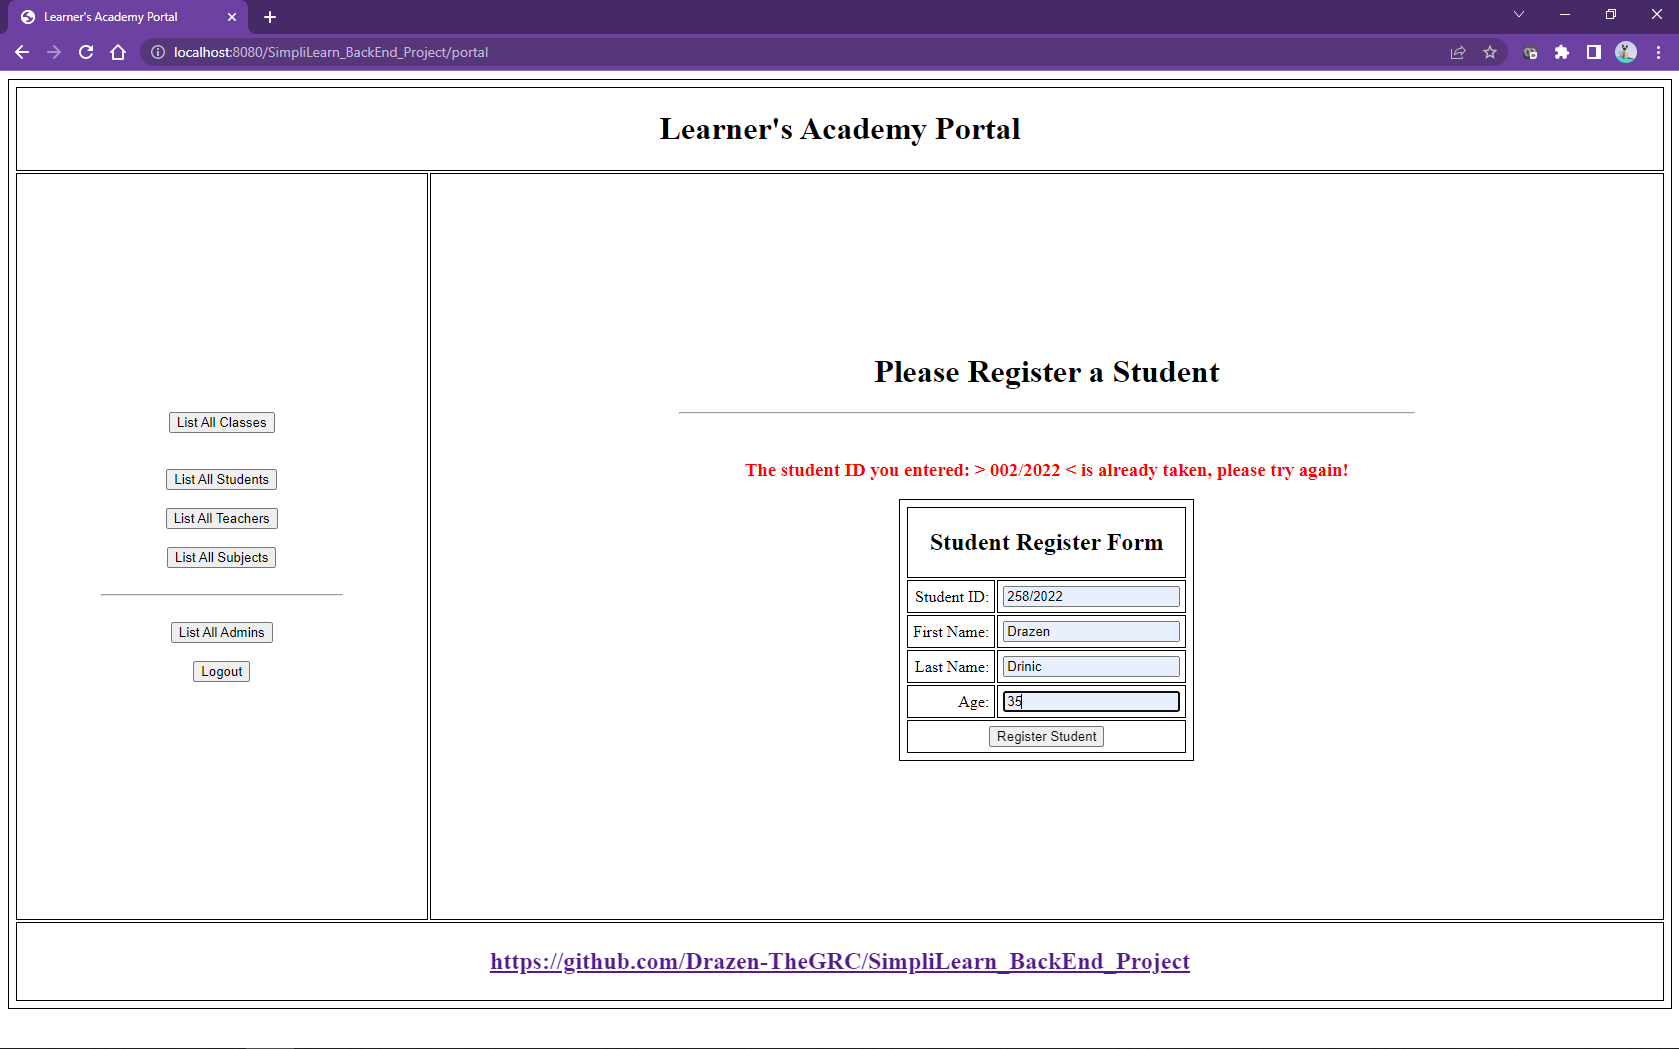 Learner's Academy Portal
localhost:8080/SimpliLearn_BackEnd_Project/portal
Learner's Academy Portal
List All Classes
List All Students
List All Teachers
List All Subjects
List All Admins
Logout
Please Register a Student
The student ID you entered: > 002/2022 < is already taken, please try again!
Student Register Form
Student ID: 258/2022
First Name: Drazen
Last Name: Drinic
Age: 35
Register Student
https://github.com/Drazen-TheGRC/SimpliLearn_BackEnd_Project